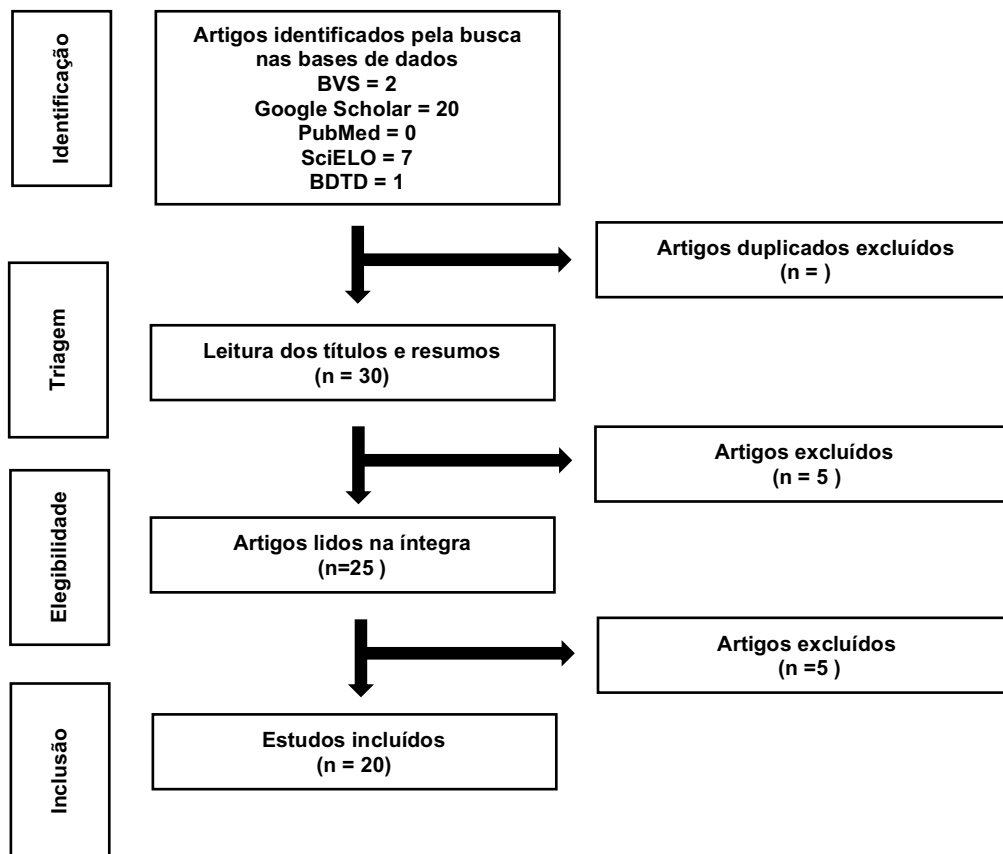 Identificação
Artigos identificados pela busca
nas bases de dados
BVS = 2
Google Scholar = 20
PubMed = 0
SciELO = 7
BDTD = 1
Artigos duplicados excluídos
(n = )
Triagem
Leitura dos títulos e resumos
(n = 30)
Artigos excluídos
(n = 5 )
Elegibilidade
Artigos lidos na íntegra
(n=25 )
Artigos excluídos
(n =5 )
Inclusão
Estudos incluídos
(n = 20)